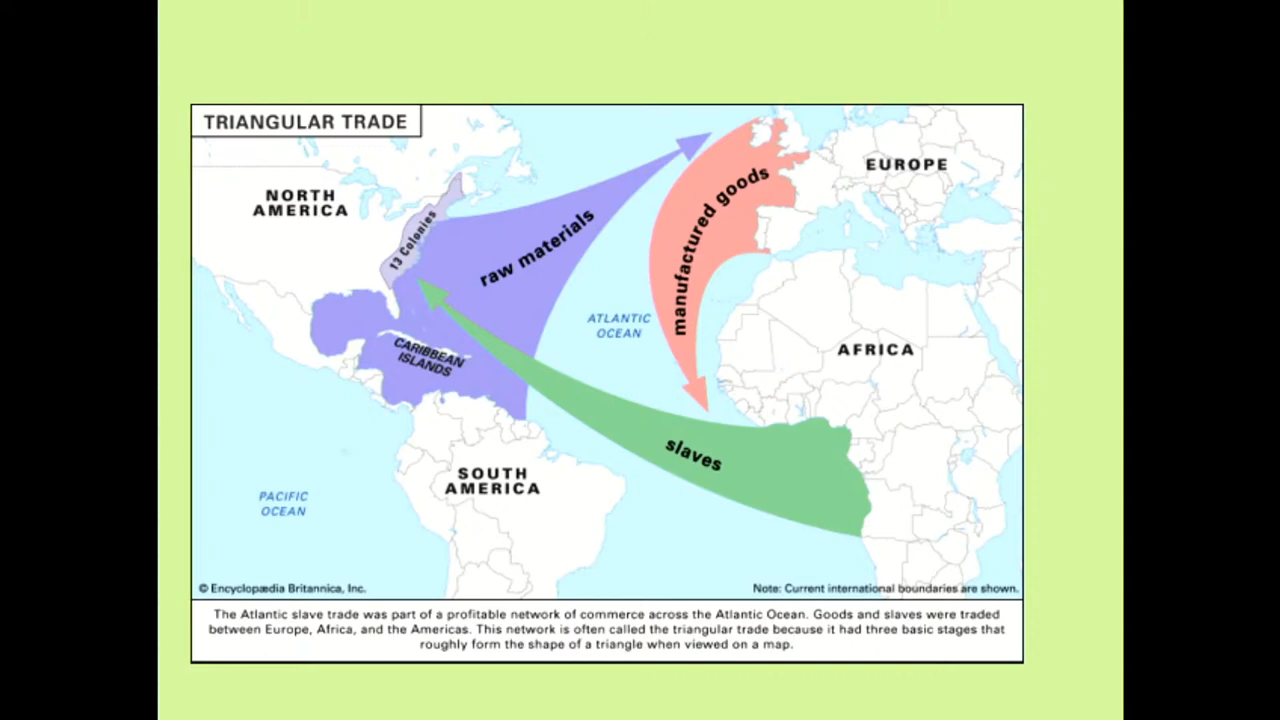 TRIANGULAR TRADE
NORTH
AMERICA
EUROPE
13 Colonies
raw materials
manufactured goods
ATLANTIC
OCEAN
AFRICA
CARIBBEAN
ISLANDS
slaves
SOUTH
AMERICA
PACIFIC
OCEAN
© Encyclopædia Britannica, Inc.
Note: Current international boundaries are shown.
The Atlantic slave trade was part of a profitable network of commerce across the Atlantic Ocean. Goods and slaves were traded
between Europe, Africa, and the Americas. This network is often called the triangular trade because it had three basic stages that
roughly form the shape of a triangle when viewed on a map.